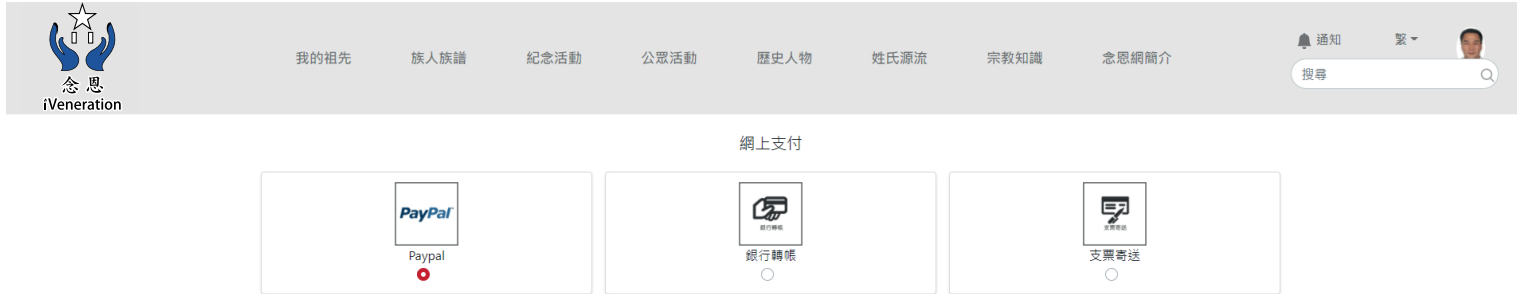 念恩
iVeneration
我的祖先 族人族譜 紀念活動 公眾活動 歷史人物 姓氏源流 宗教知識 念恩網簡介
通知 繁
搜尋
網上支付
PayPal 銀行轉帳 支票寄送
Paypal 銀行轉帳 支票寄送